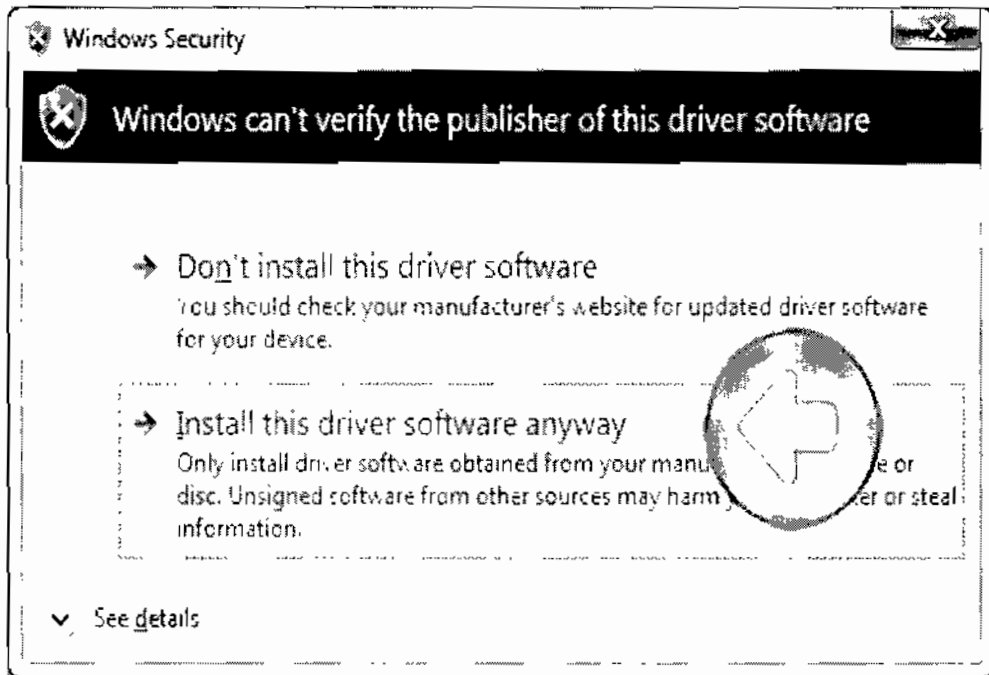 Windows Security
Windows can't verify the publisher of this driver software
Don't install this driver software
You should check your manufacturer's website for updated driver software
for your device.
Install this driver software anyway
Only install driver software obtained from your manu e or
disc. Unsigned software from other sources may harm er or steal
information.
See details